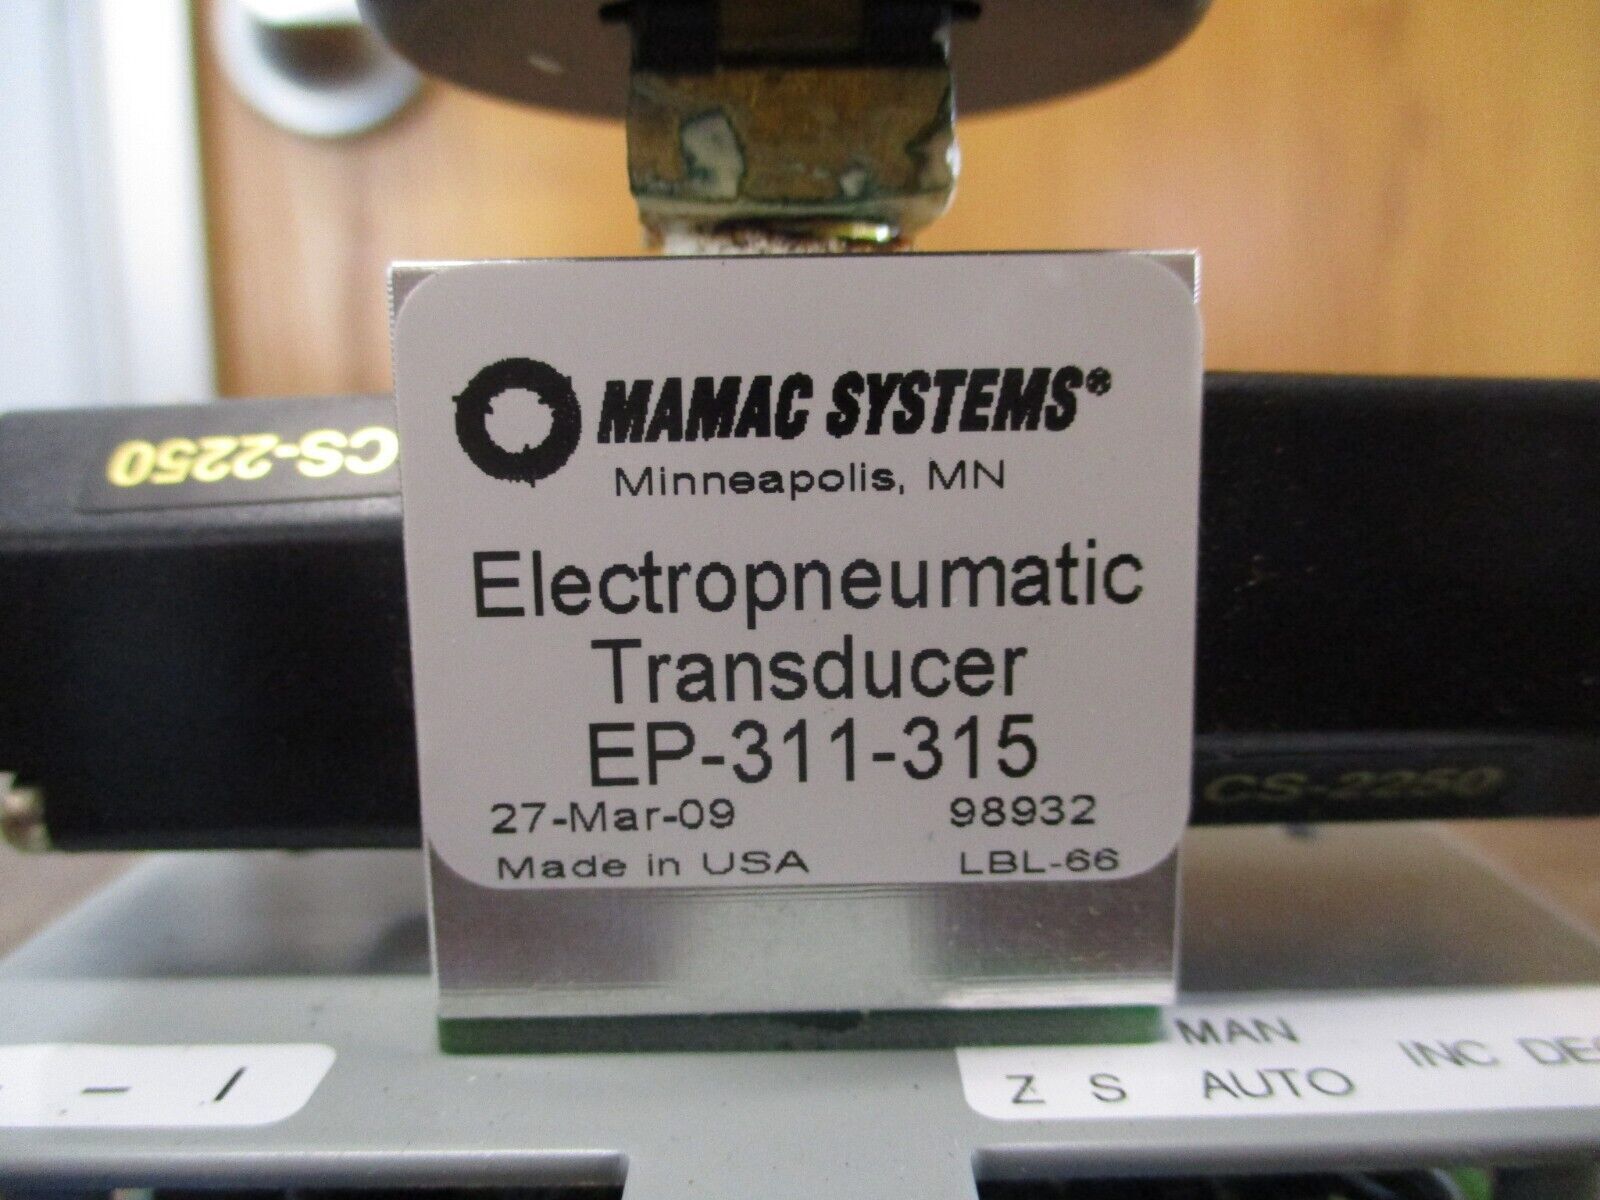 MAMAC SYSTEMS®
Minneapolis, MN
Electropneumatic
Transducer
EP-311-315
27-Mar-09 98932
Made in USA LBL-66
CS-2250
CS-2250
- I
MAN
Z S AUTO
INC